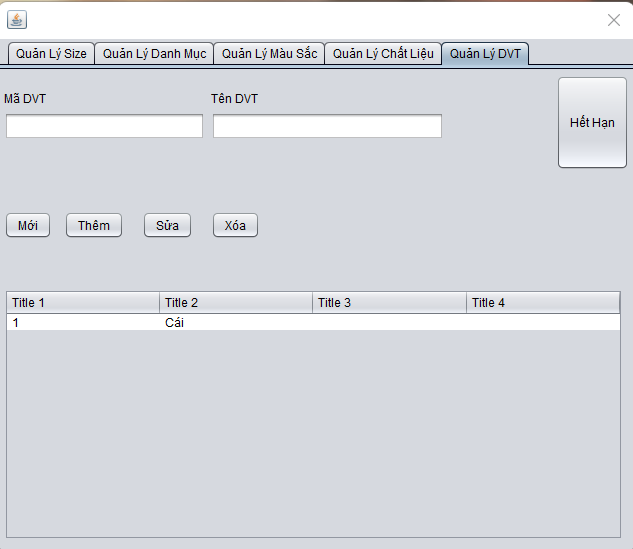 Quản Lý Size Quản Lý Danh Mục Quản Lý Màu Sắc Quản Lý Chất Liệu Quản Lý DVT
Mã DVT Tên DVT
Hết Hạn
Mới Thêm Sửa Xóa
Title 1 Title 2 Title 3 Title 4
1 Cái